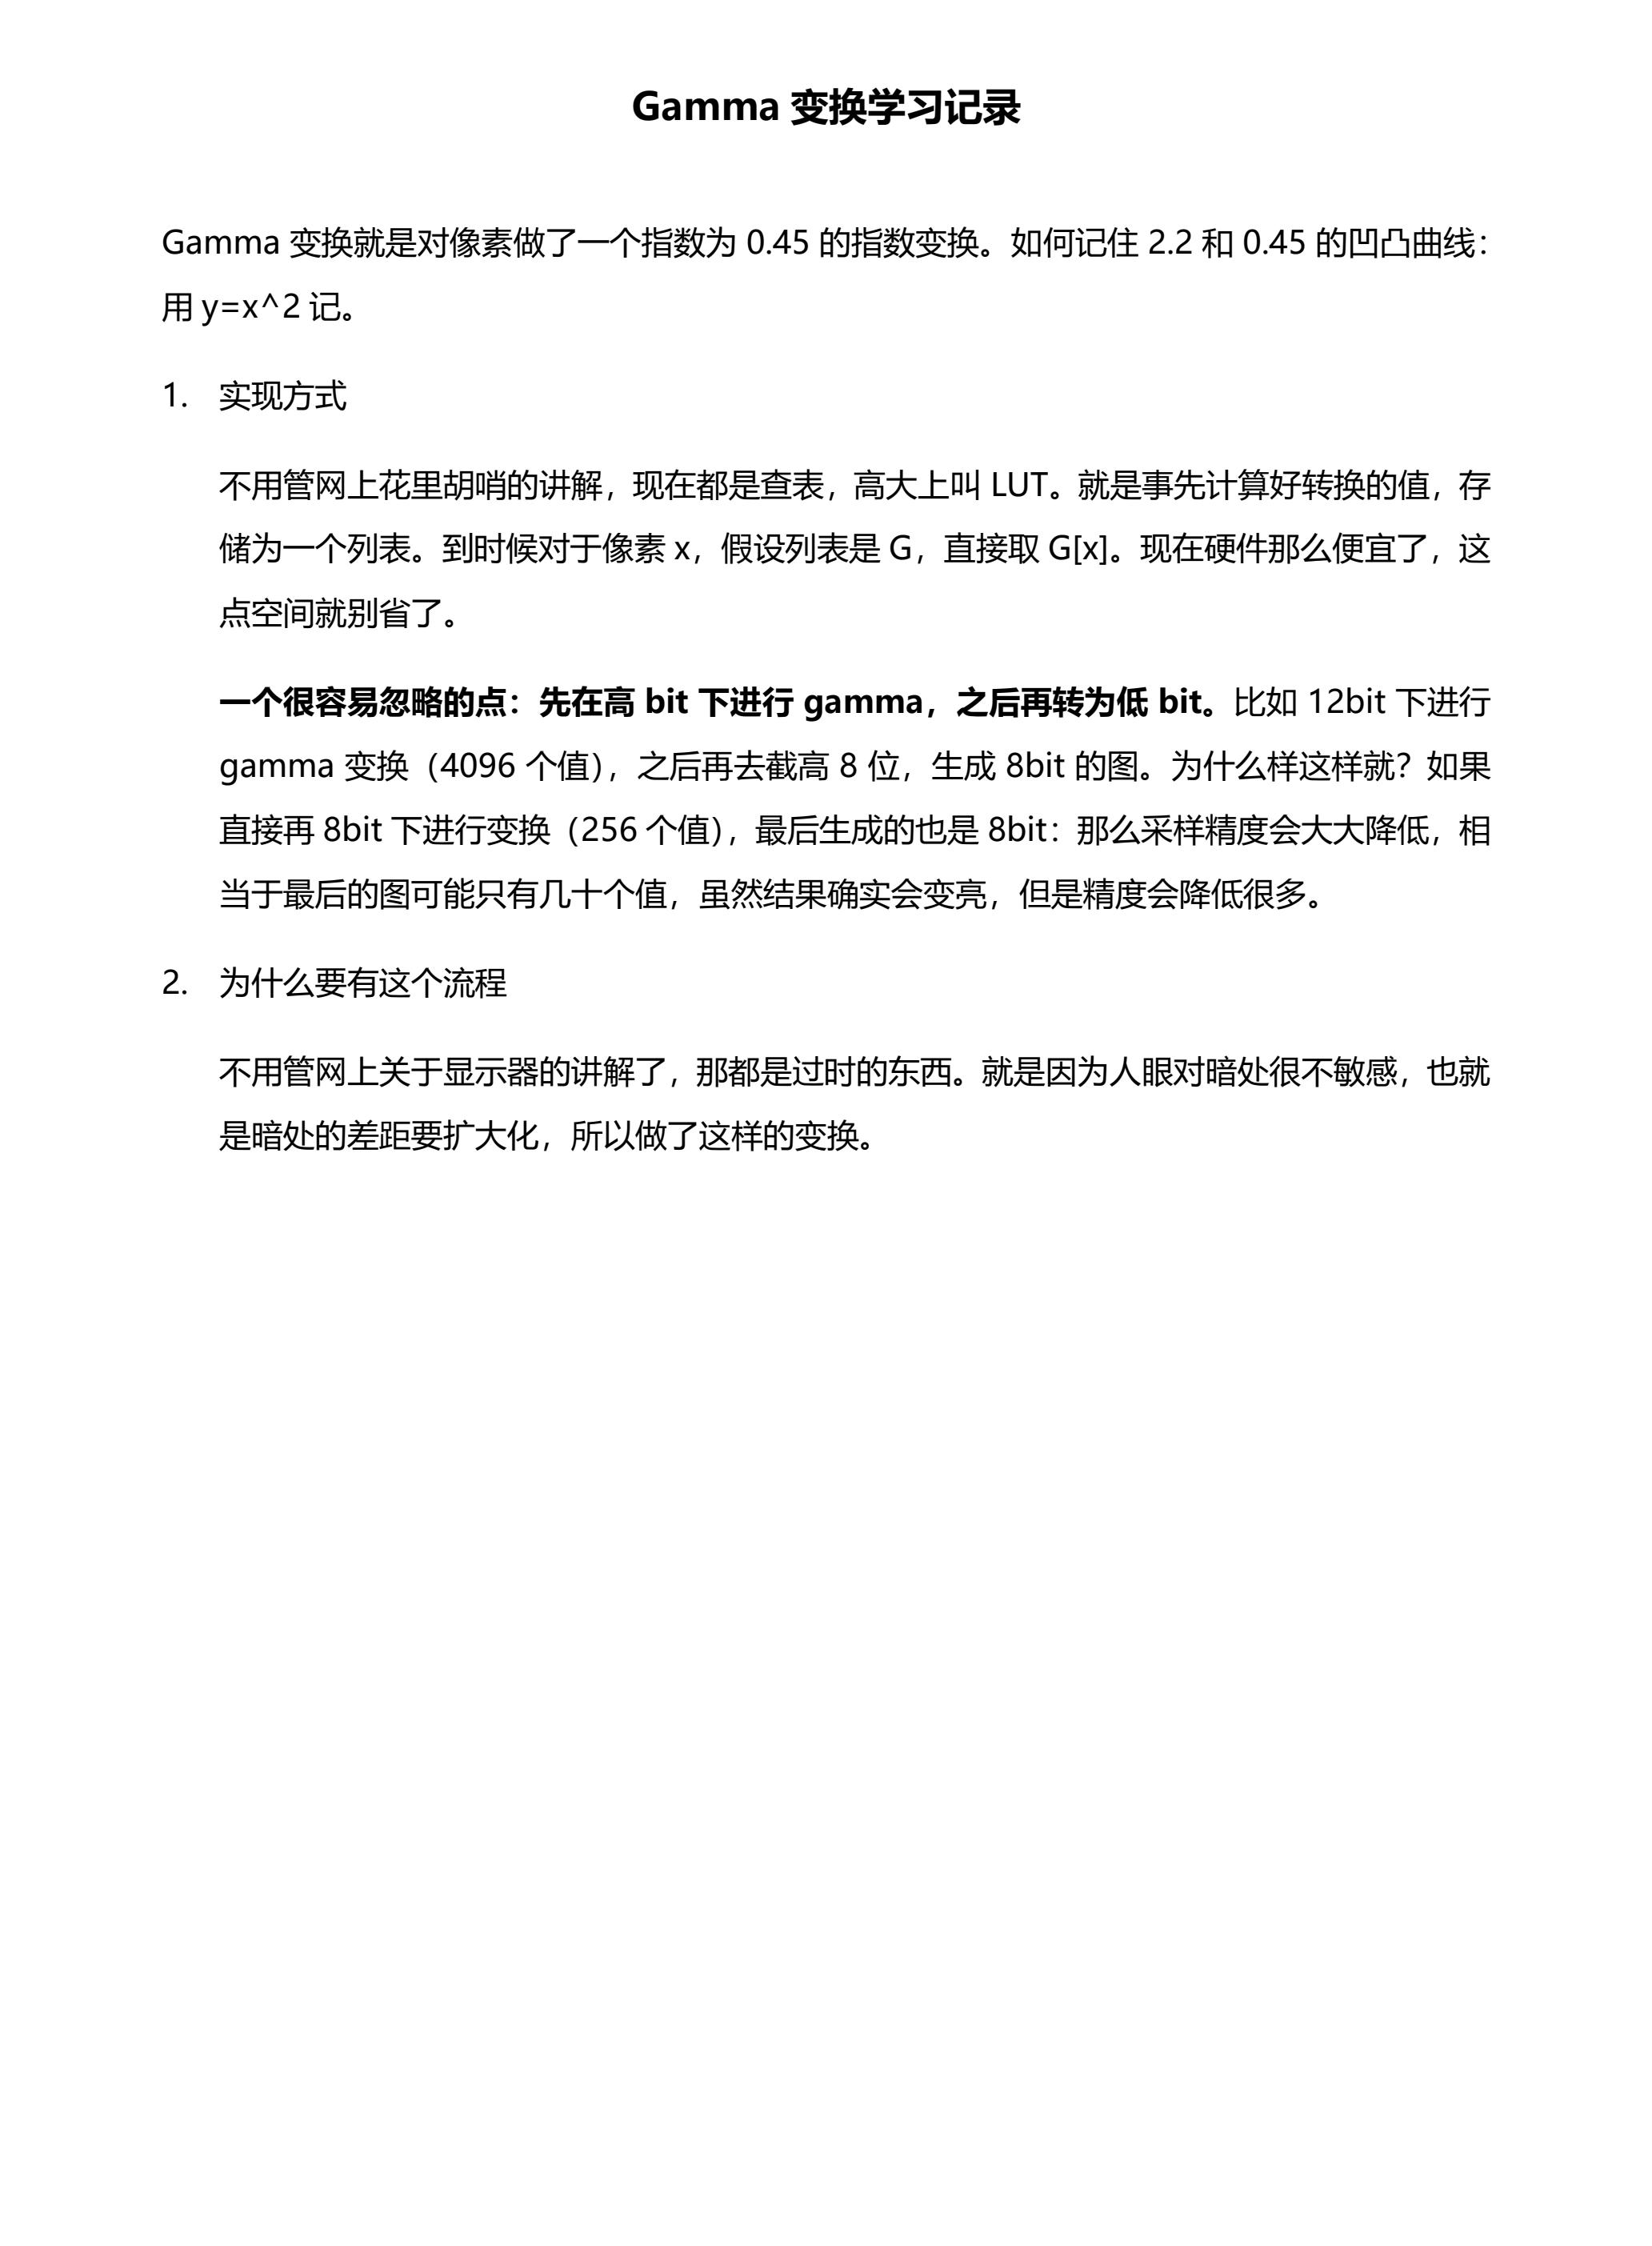 Gamma 变换学习记录
Gamma 变换就是对像素做了一个指数为 0.45 的指数变换。如何记住 2.2 和 0.45 的凹凸曲线：
用 y=x^2 记。
1. 实现方式
不用管网上花里胡哨的讲解，现在都是查表，高大上叫 LUT。就是事先计算好转换的值，存
储为一个列表。到时候对于像素 x，假设列表是 G，直接取 G[x]。现在硬件那么便宜了，这
点空间就别省了。
一个很容易忽略的点：先在高 bit 下进行 gamma，之后再转为低 bit。比如 12bit 下进行
gamma 变换（4096 个值），之后再去截高 8 位，生成 8bit 的图。为什么样这样就？如果
直接再 8bit 下进行变换（256 个值），最后生成的也是 8bit：那么采样精度会大大降低，相
当于最后的图可能只有几十个值，虽然结果确实会变亮，但是精度会降低很多。
2. 为什么要有这个流程
不用管网上关于显示器的讲解了，那都是过时的东西。就是因为人眼对暗处很不敏感，也就
是暗处的差距要扩大化，所以做了这样的变换。